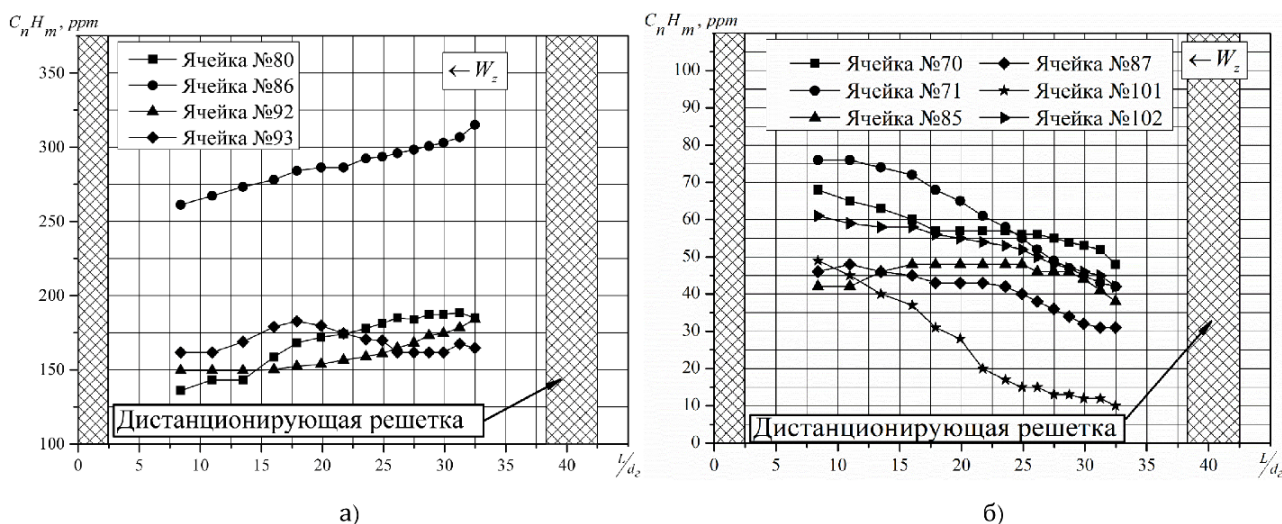 CnHm, ppm
350
300
250
200
150
100
Ячейка №80
Ячейка №86
Ячейка №92
Ячейка №93
← Wz
Дистанционирующая решетка
0 5 10 15 20 25 30 35 40 L/dг
а)
CnHm, ppm
100
90
80
70
60
50
40
30
20
10
0
Ячейка №70 Ячейка №87
Ячейка №71 Ячейка №101
Ячейка №85 Ячейка №102
← Wz
Дистанционирующая решетка
0 5 10 15 20 25 30 35 40 L/dг
б)